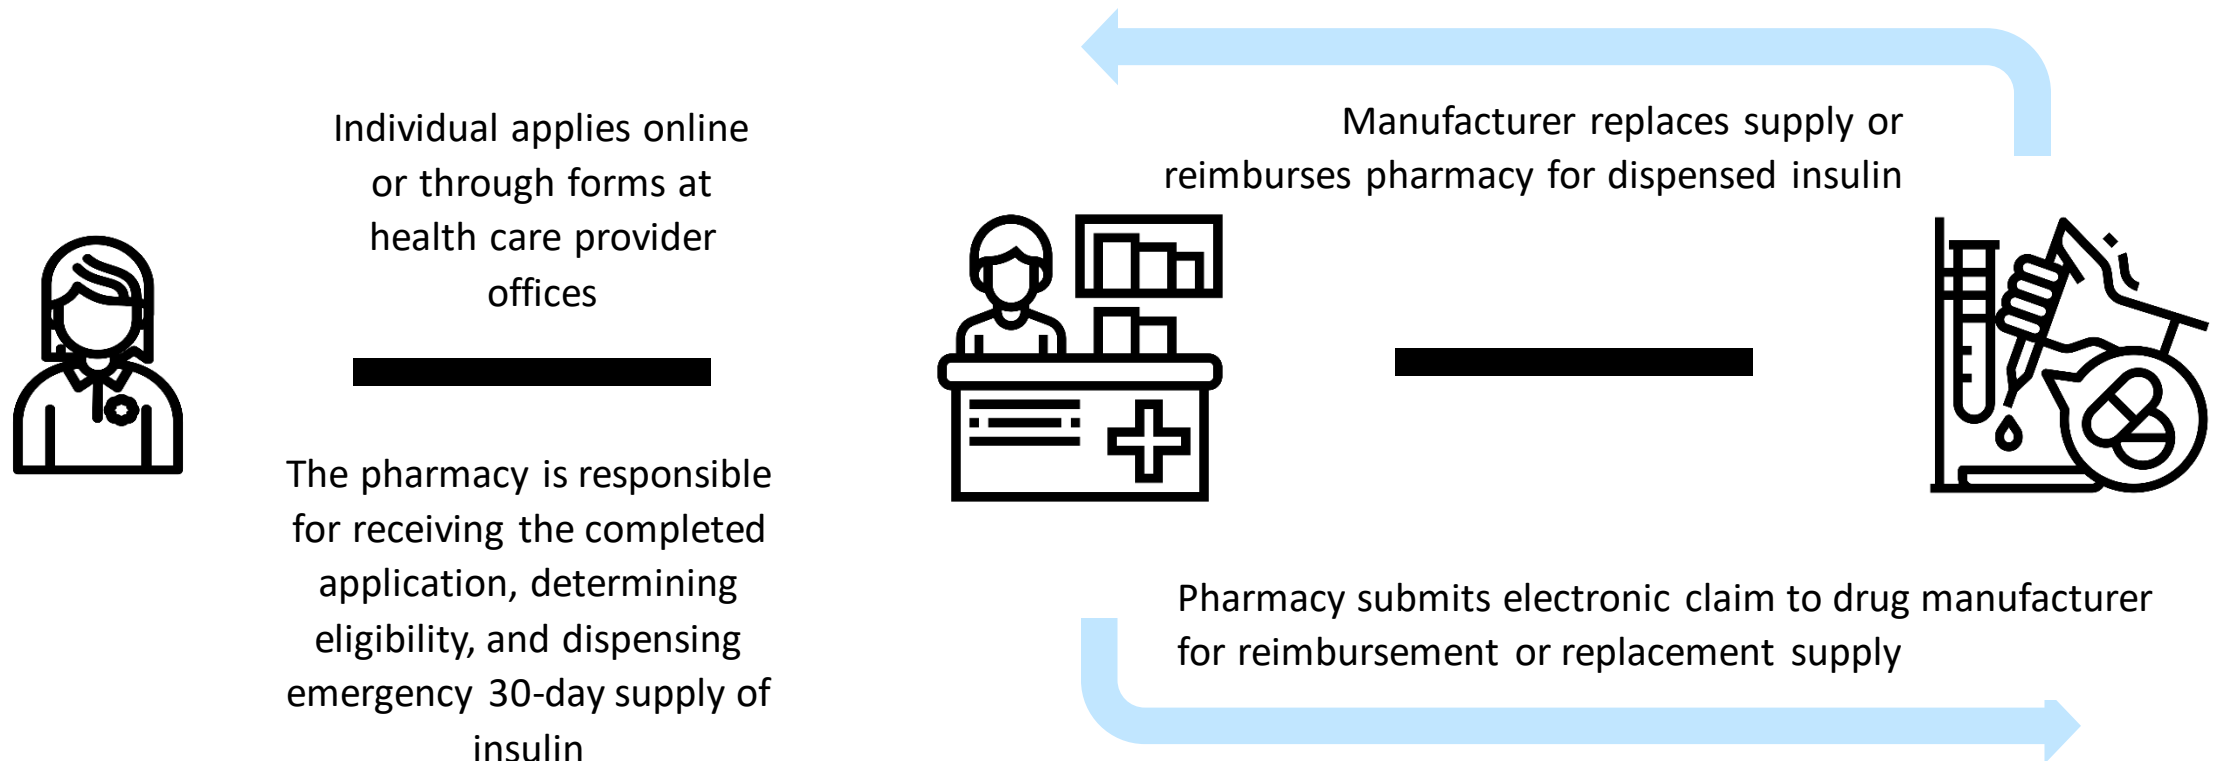 Individual applies online
or through forms at
health care provider
offices
The pharmacy is responsible
for receiving the completed
application, determining
eligibility, and dispensing
emergency 30-day supply of
insulin
Manufacturer replaces supply or
reimburses pharmacy for dispensed insulin
Pharmacy submits electronic claim to drug manufacturer
for reimbursement or replacement supply